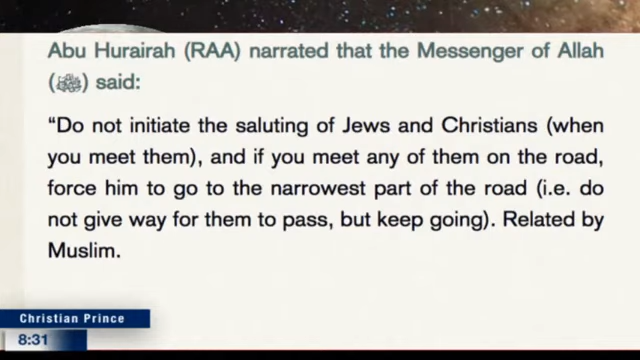 Abu Hurairah (RAA) narrated that the Messenger of Allah
(ﷺ) said:
“Do not initiate the saluting of Jews and Christians (when
you meet them), and if you meet any of them on the road,
force him to go to the narrowest part of the road (i.e. do
not give way for them to pass, but keep going). Related by
Muslim.
Christian Prince
8:31